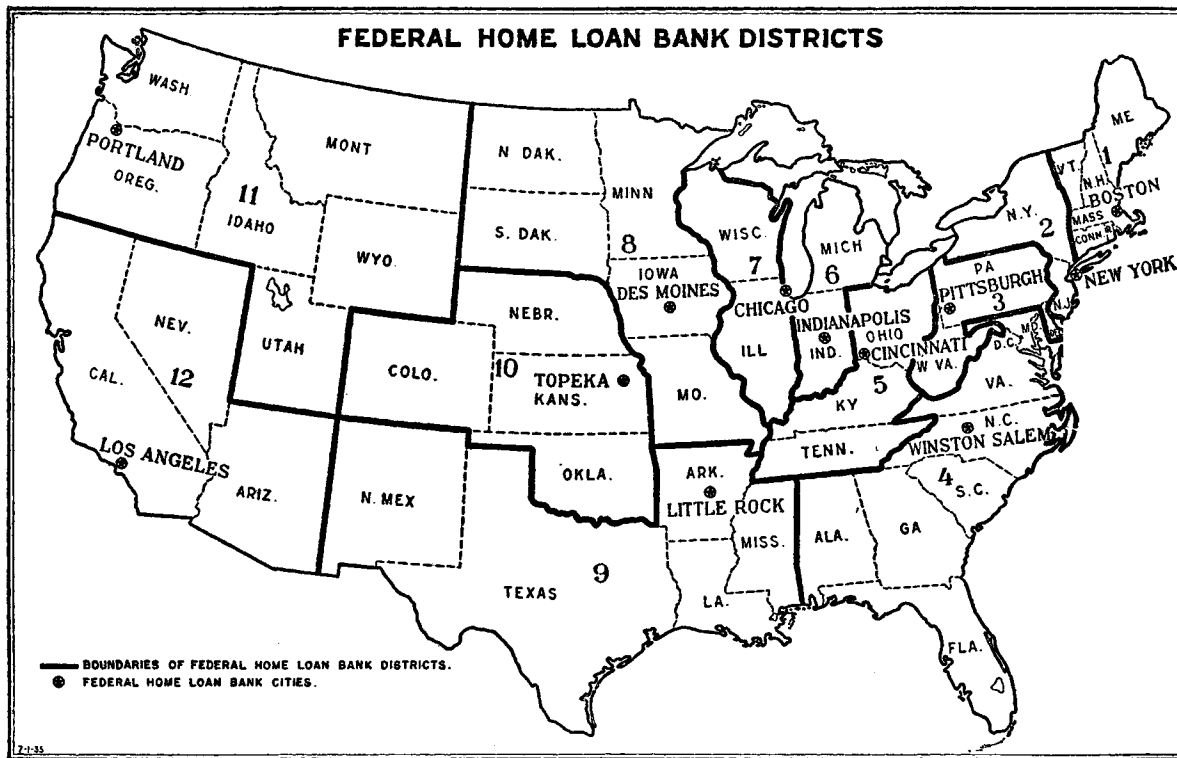 FEDERAL HOME LOAN BANK DISTRICTS
WASH
PORTLAND
OREG.
11
IDAHO
MONT
WYO.
N DAK.
S. DAK.
MINN
8
IOWA
DES MOINES
WISC.
7
MICH
6
CHICAGO
ILL
INDIANAPOLIS
IND.
OHIO
CINCINNATI
5
KY
W VA.
PA
PITTSBURGH
3
N.Y.
2
NEW YORK
N.J.
VT.
N.H.
1
ME
BOSTON
MASS
CONN.
R
MD.
D.C.
DEL
VA.
N.C.
WINSTON SALEM
4
S.C.
TENN.
NEBR.
10
TOPEKA
KANS.
MO.
COLO.
UTAH
NEV.
12
CAL.
LOS ANGELES
ARIZ.
N. MEX
OKLA.
ARK.
LITTLE ROCK
MISS.
ALA.
GA
TEXAS
9
LA.
FLA.
BOUNDARIES OF FEDERAL HOME LOAN BANK DISTRICTS.
FEDERAL HOME LOAN BANK CITIES.
7-1-35